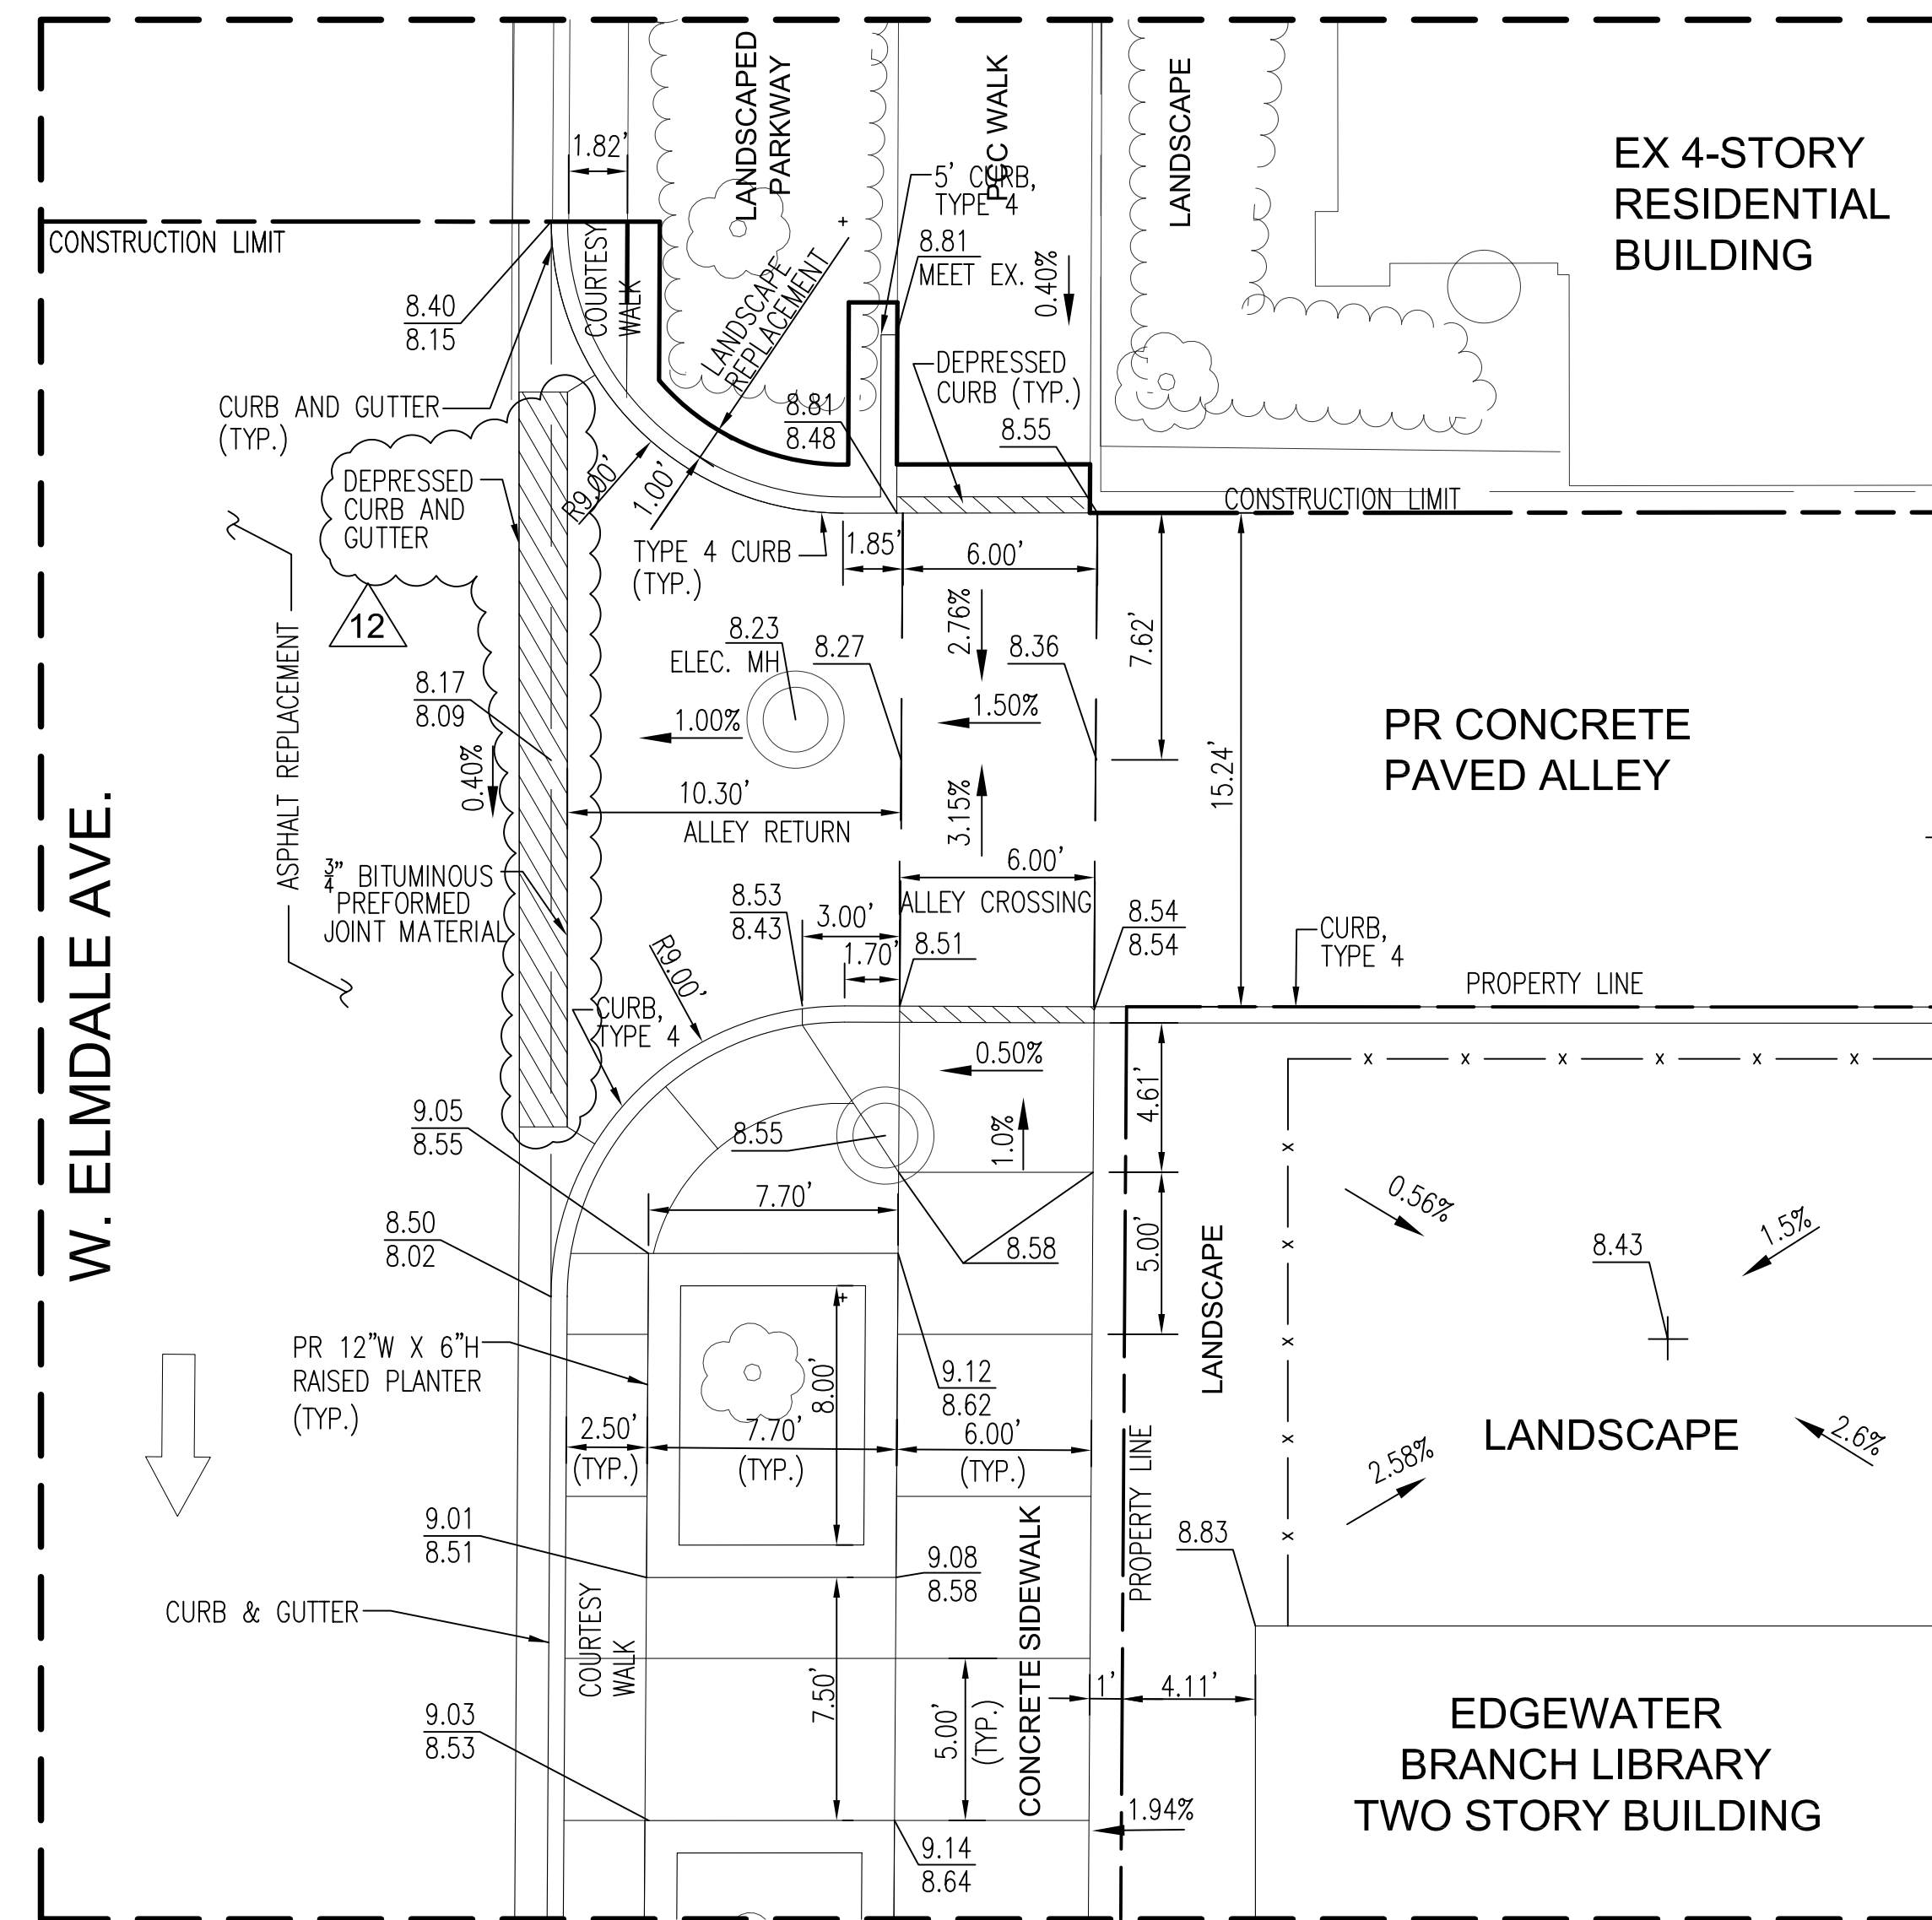 LANDSCAPED
PARKWAY
PCC WALK
LANDSCAPE
EX 4-STORY
RESIDENTIAL
BUILDING
1.82'
5' CURB,
TYPE 4
8.81
MEET EX.
0.40%
CONSTRUCTION LIMIT
COURTESY
WALK
LANDSCAPE
REPLACEMENT
8.40
8.15
DEPRESSED
CURB (TYP.)
CURB AND GUTTER
(TYP.)
8.81
8.48
8.55
DEPRESSED
CURB AND
GUTTER
R9.00'
1.00'
CONSTRUCTION LIMIT
TYPE 4 CURB
(TYP.)
1.85'
6.00'
12
2.76%
7.62'
8.23
ELEC. MH
8.27
8.36
ASPHALT REPLACEMENT
8.17
8.09
1.00%
1.50%
PR CONCRETE
PAVED ALLEY
0.40%
15.24'
10.30'
ALLEY RETURN
3.15%
W. ELMDALE AVE.
3/4" BITUMINOUS
PREFORMED
JOINT MATERIAL
6.00'
ALLEY CROSSING
8.53
8.43
3.00'
1.70'
8.51
8.54
8.54
CURB,
TYPE 4
PROPERTY LINE
R9.00'
CURB,
TYPE 4
0.50%
4.61'
x x x x x x
9.05
8.55
8.55
1.0%
x
0.56%
7.70'
5.00'
8.50
8.02
8.58
LANDSCAPE
x
8.43
1.5%
PR 12"W X 6"H
RAISED PLANTER
(TYP.)
8.00'
9.12
8.62
x
2.50'
(TYP.)
7.70'
(TYP.)
6.00'
(TYP.)
PROPERTY LINE
x
LANDSCAPE
2.58%
2.6%
9.01
8.51
9.08
8.58
CONCRETE SIDEWALK
8.83
x
CURB & GUTTER
COURTESY
WALK
7.50'
5.00'
(TYP.)
1'
4.11'
9.03
8.53
EDGEWATER
BRANCH LIBRARY
TWO STORY BUILDING
1.94%
9.14
8.64